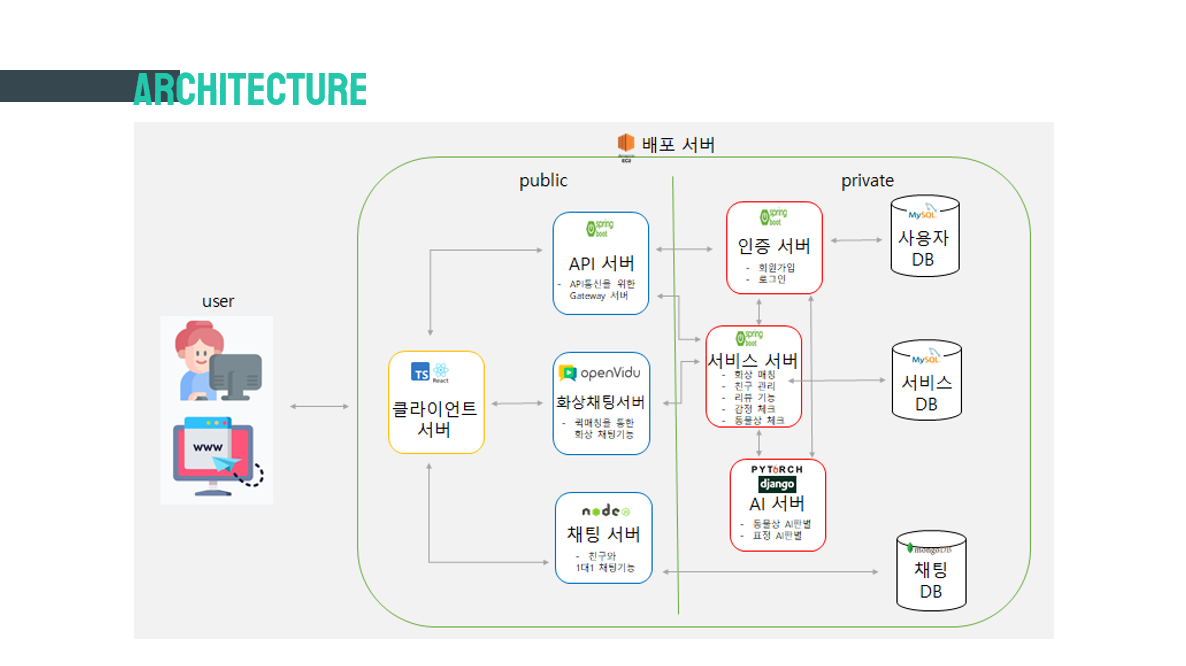 ARCHITECTURE
Amazon
EC2
배포 서버
public
private
user
www
TS
React
클라이언트
서버
spring
boot
API 서버
- API통신을 위한
Gateway 서버
openVidu
화상채팅서버
- 퀵매칭을 통한
화상 채팅기능
node
채팅 서버
- 친구와
1대1 채팅기능
spring
boot
인증 서버
- 회원가입
- 로그인
spring
boot
서비스 서버
- 화상 매칭
- 친구 관리
- 리뷰 기능
- 감정 체크
- 동물상 체크
PYTORCH
django
AI 서버
- 동물상 AI판별
- 표정 AI판별
MySQL
사용자
DB
MySQL
서비스
DB
mongoDB
채팅
DB